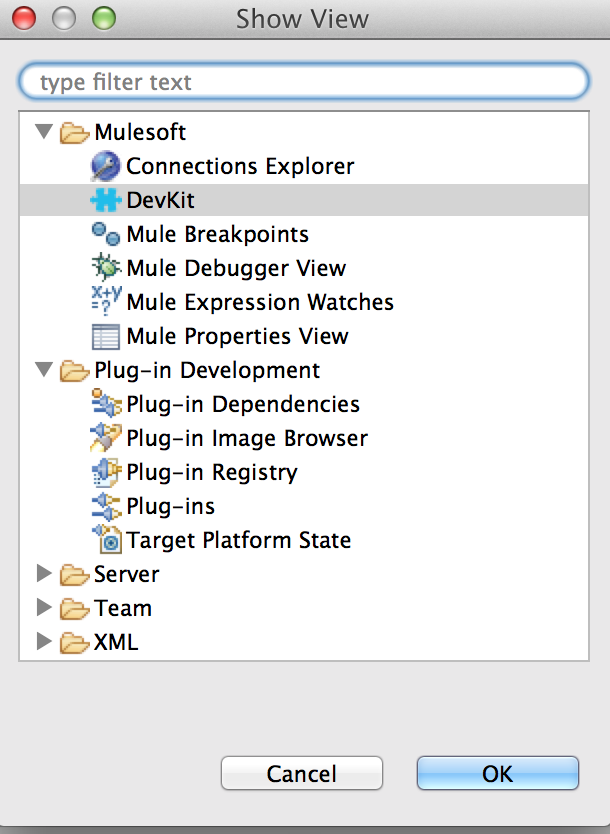 Show View
type filter text
Mulesoft
Connections Explorer
DevKit
Mule Breakpoints
Mule Debugger View
Mule Expression Watches
Mule Properties View
Plug-in Development
Plug-in Dependencies
Plug-in Image Browser
Plug-in Registry
Plug-ins
Target Platform State
Server
Team
XML
Cancel OK